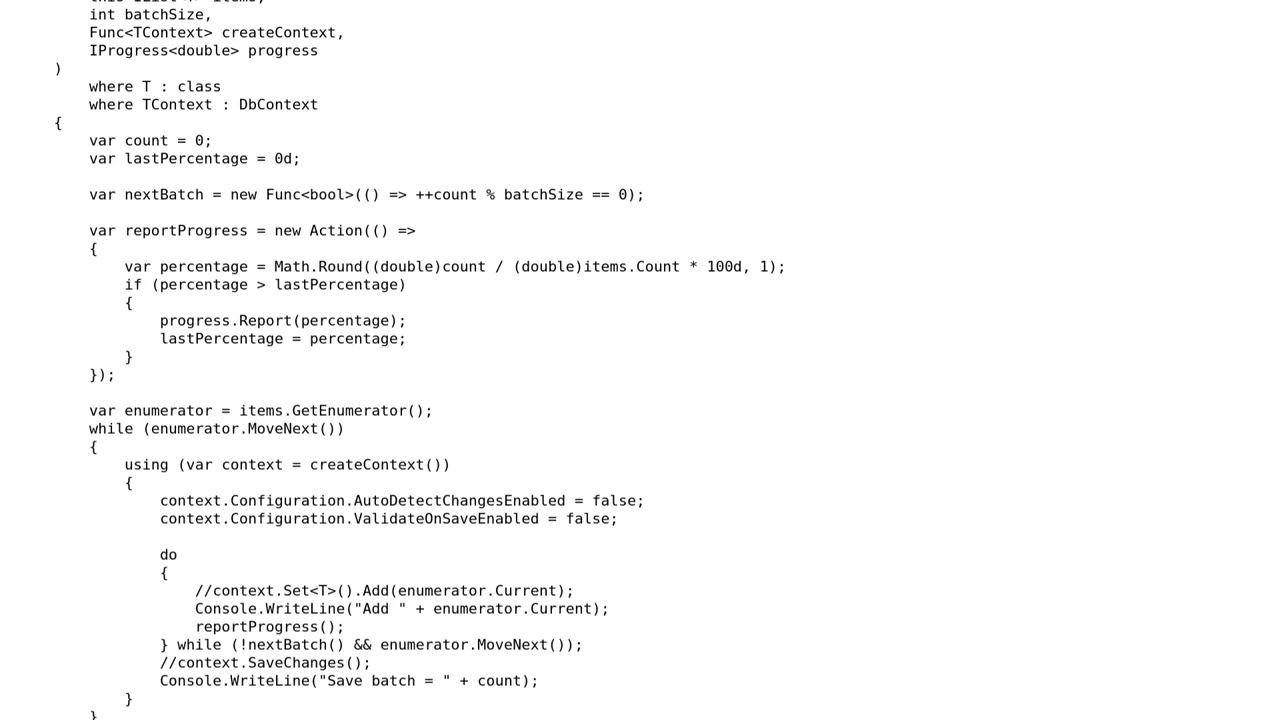 int batchSize,
Func<TContext> createContext,
IProgress<double> progress
)
where T : class
where TContext : DbContext
{
var count = 0;
var lastPercentage = 0d;
var nextBatch = new Func<bool>(() => ++count % batchSize == 0);
var reportProgress = new Action(() =>
{
var percentage = Math.Round((double)count / (double)items.Count * 100d, 1);
if (percentage > lastPercentage)
{
progress.Report(percentage);
lastPercentage = percentage;
}
});
var enumerator = items.GetEnumerator();
while (enumerator.MoveNext())
{
using (var context = createContext())
{
context.Configuration.AutoDetectChangesEnabled = false;
context.Configuration.ValidateOnSaveEnabled = false;
do
{
//context.Set<T>().Add(enumerator.Current);
Console.WriteLine("Add " + enumerator.Current);
reportProgress();
} while (!nextBatch() && enumerator.MoveNext());
//context.SaveChanges();
Console.WriteLine("Save batch = " + count);
}
}